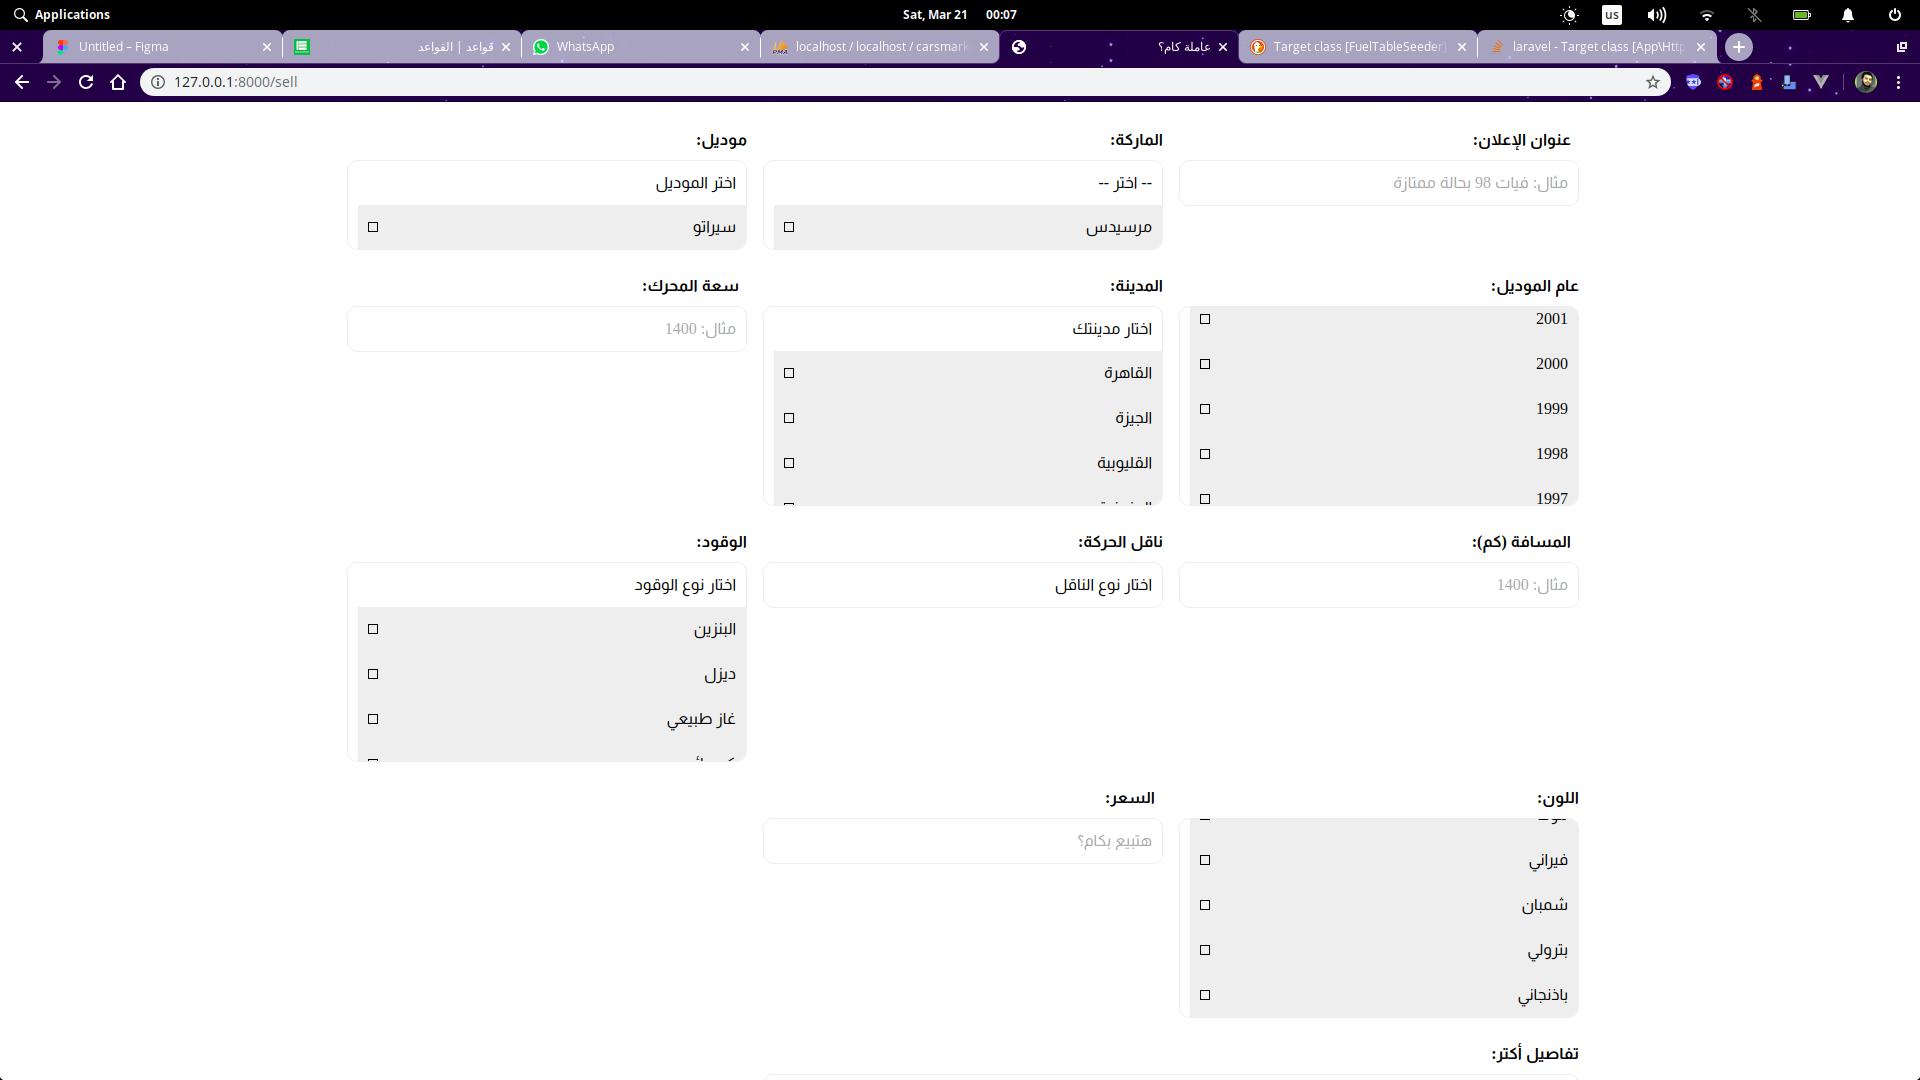 Applications
Sat, Mar 21 00:07
us
Untitled – Figma
قواعد | القواعد
WhatsApp
localhost / localhost / carsmark
عاملة كام؟
Target class [FuelTableSeeder]
laravel - Target class [App\Http
127.0.0.1:8000/sell
عنوان الإعلان:
مثال: فيات 98 بحالة ممتازة
الماركة:
-- اختر --
مرسيدس
موديل:
اختر الموديل
سيراتو
عام الموديل:
2001
2000
1999
1998
1997
المدينة:
اختار مدينتك
القاهرة
الجيزة
القليوبية
سعة المحرك:
مثال: 1400
المسافة (كم):
مثال: 1400
ناقل الحركة:
اختار نوع الناقل
الوقود:
اختار نوع الوقود
البنزين
ديزل
غاز طبيعي
اللون:
فيراني
شمبان
بترولي
باذنجاني
السعر:
هتبيع بكام؟
تفاصيل أكتر: